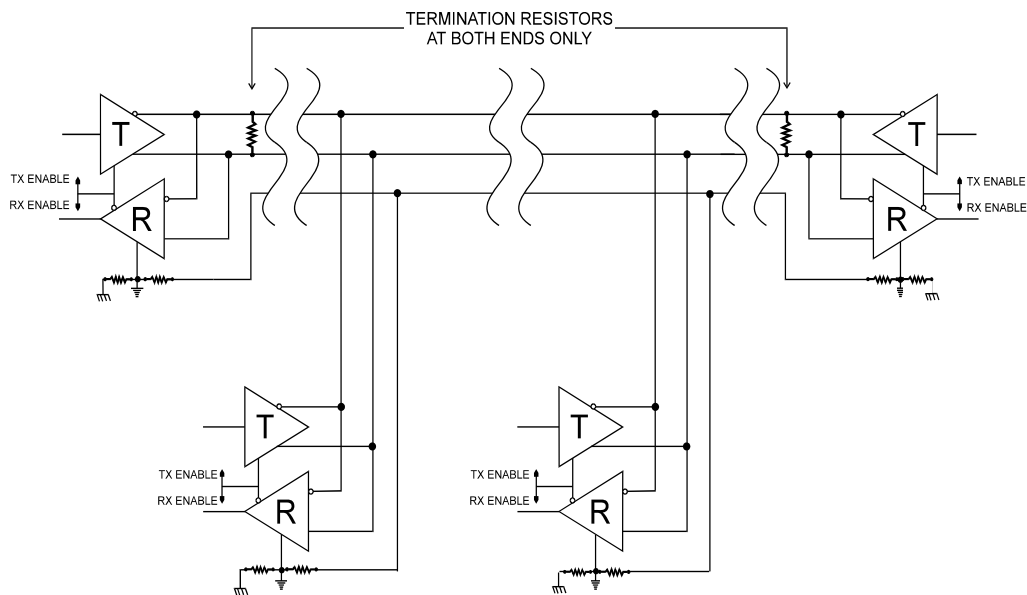 TERMINATION RESISTORS
AT BOTH ENDS ONLY
T
T
TX ENABLE
RX ENABLE
R
TX ENABLE
RX ENABLE
R
T
T
TX ENABLE
RX ENABLE
R
TX ENABLE
RX ENABLE
R